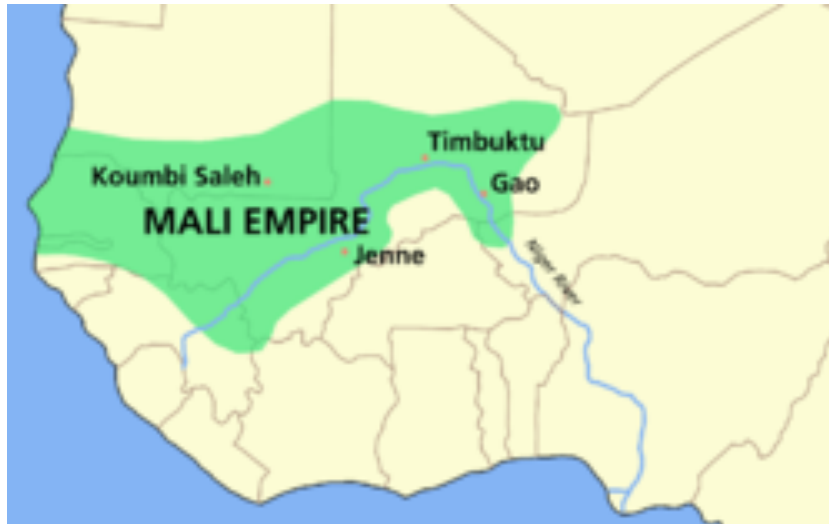 Timbuktu
Koumbi Saleh
Gao
MALI EMPIRE
Jenne
Niger River